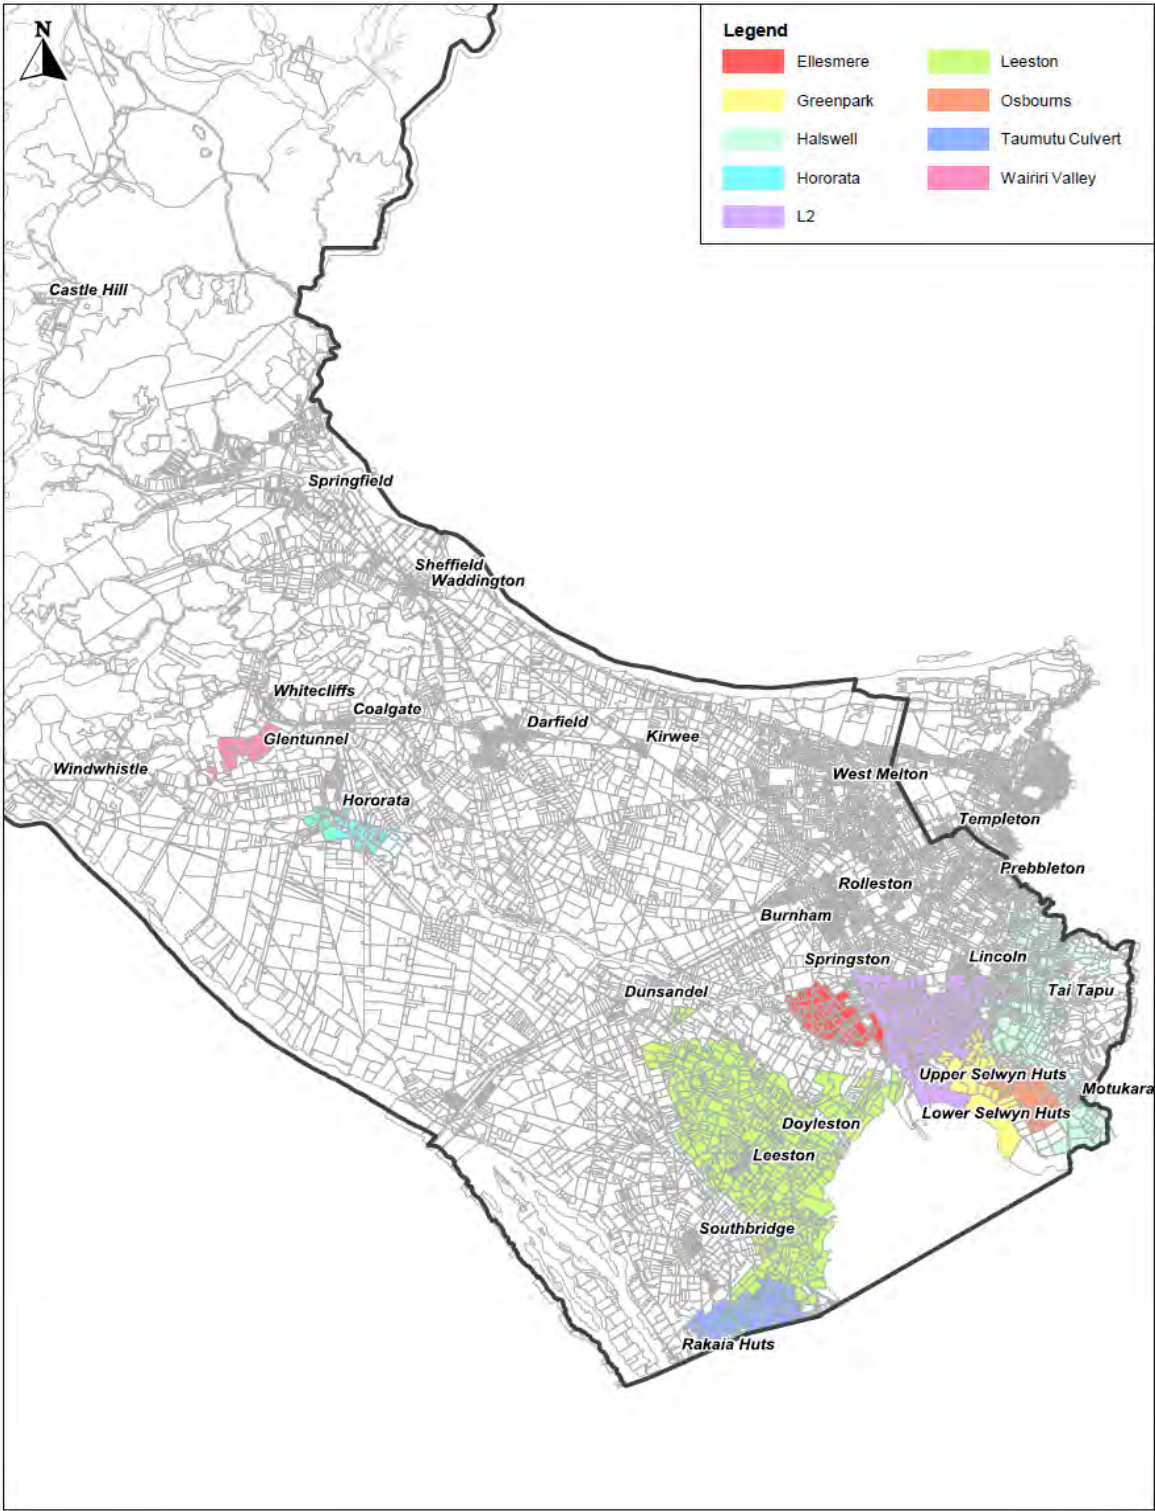 N
Legend
Ellesmere
Leeston
Greenpark
Osbourns
Halswell
Taumutu Culvert
Hororata
Wairiri Valley
L2
Castle Hill
Springfield
Sheffield
Waddington
Whitecliffs
Coalgate
Darfield
Glentunnel
Kirwee
Windwhistle
West Melton
Hororata
Templeton
Prebbleton
Rolleston
Burnham
Springston
Lincoln
Dunsandel
Tai Tapu
Upper Selwyn Huts
Motukara
Lower Selwyn Huts
Doyleston
Leeston
Southbridge
Rakaia Huts